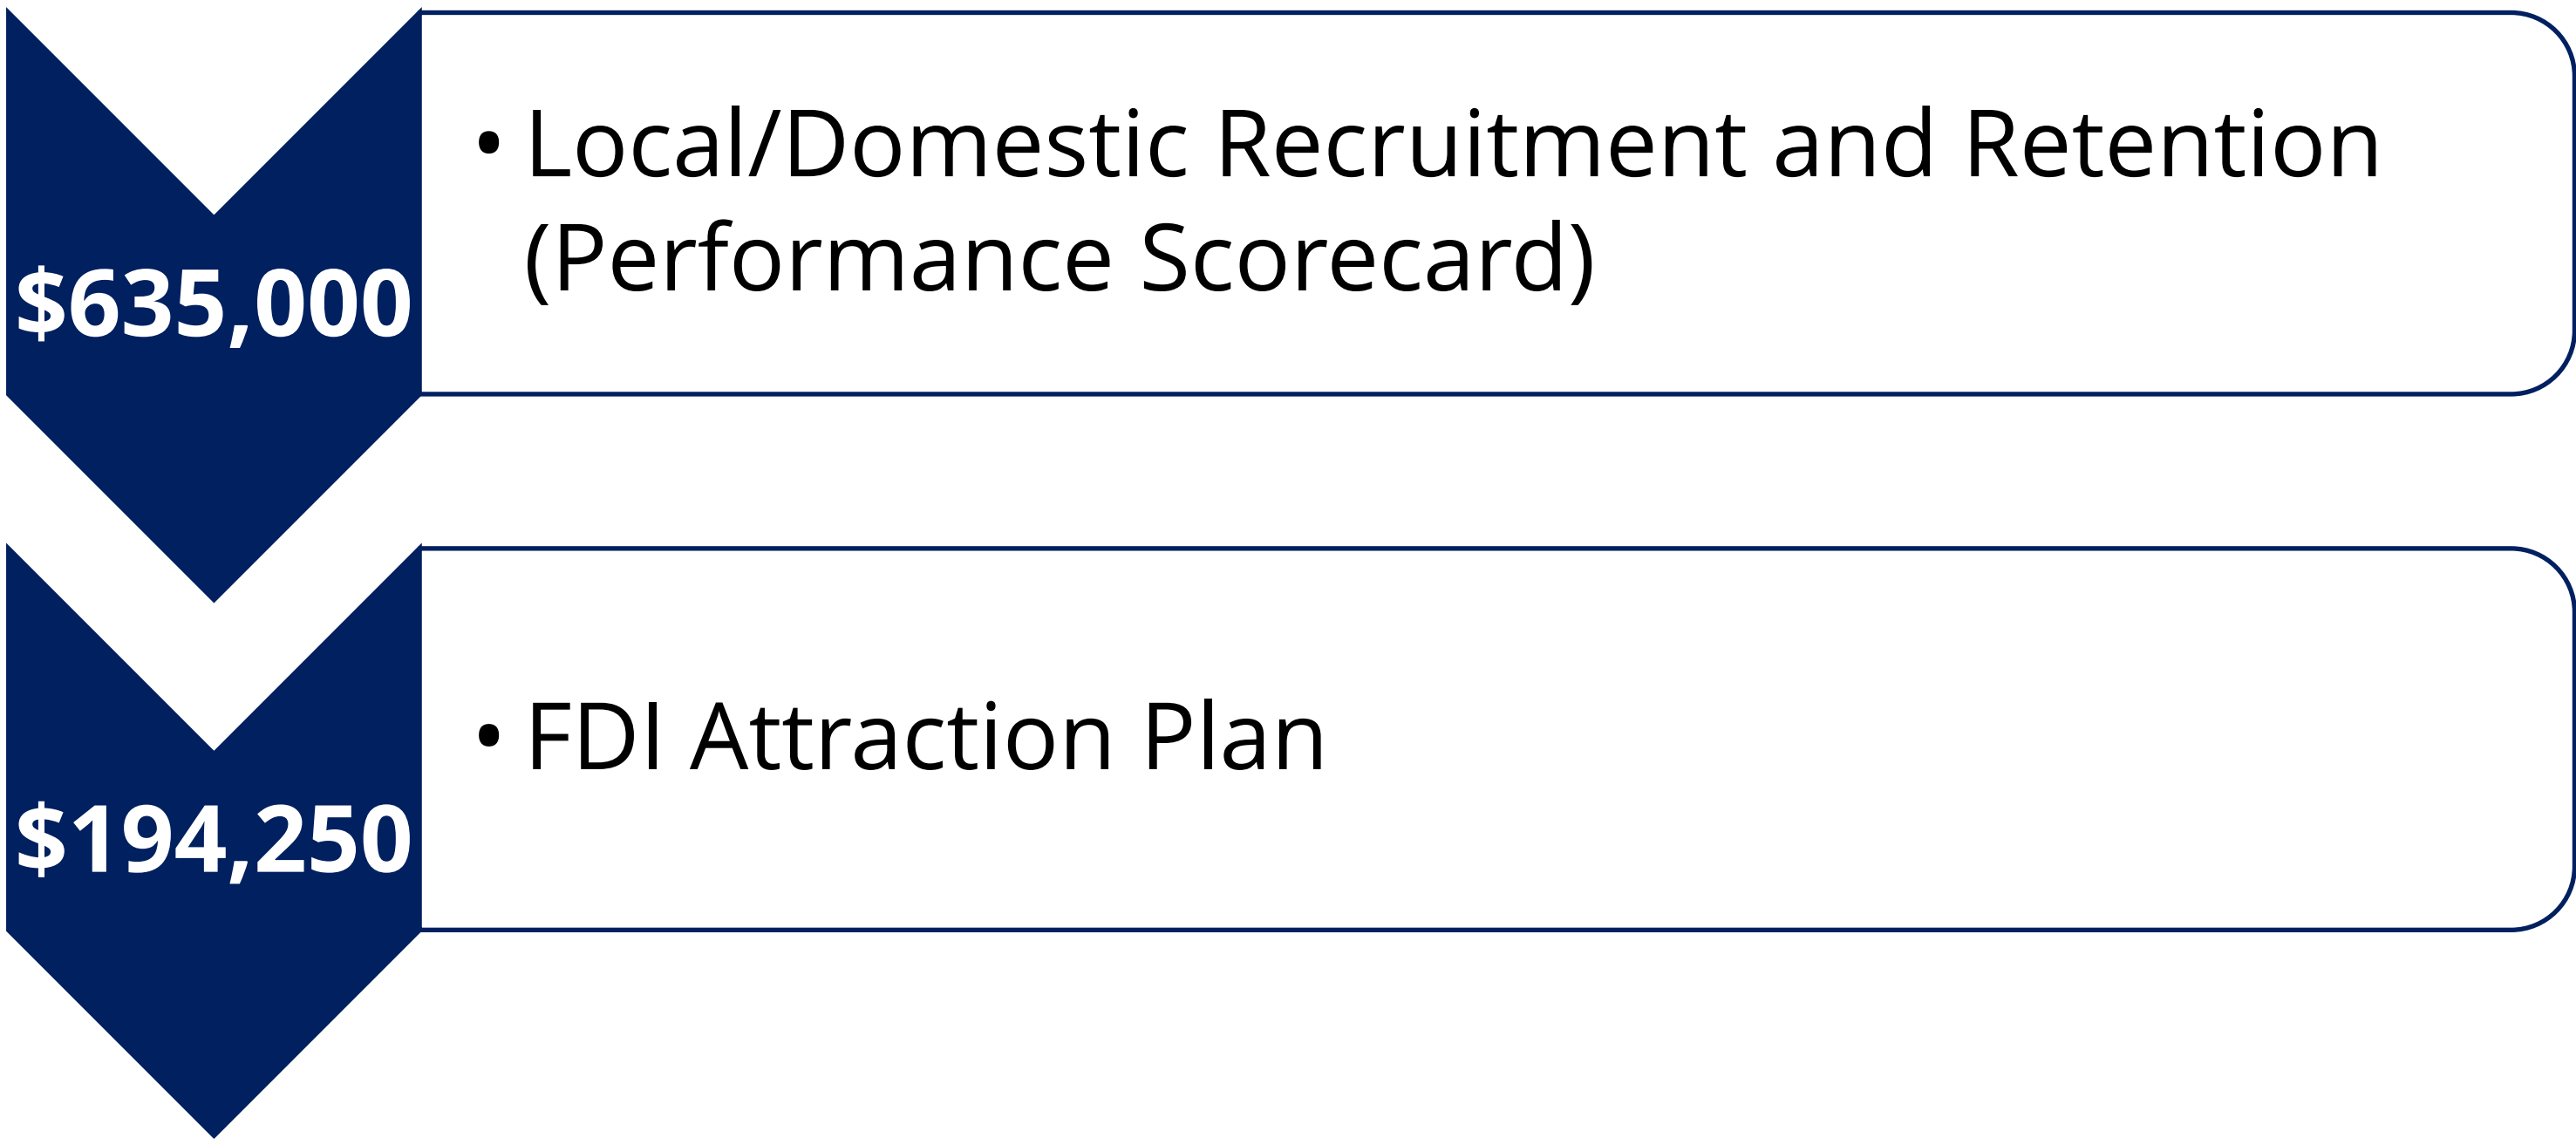 $635,000
• Local/Domestic Recruitment and Retention
(Performance Scorecard)
$194,250
• FDI Attraction Plan